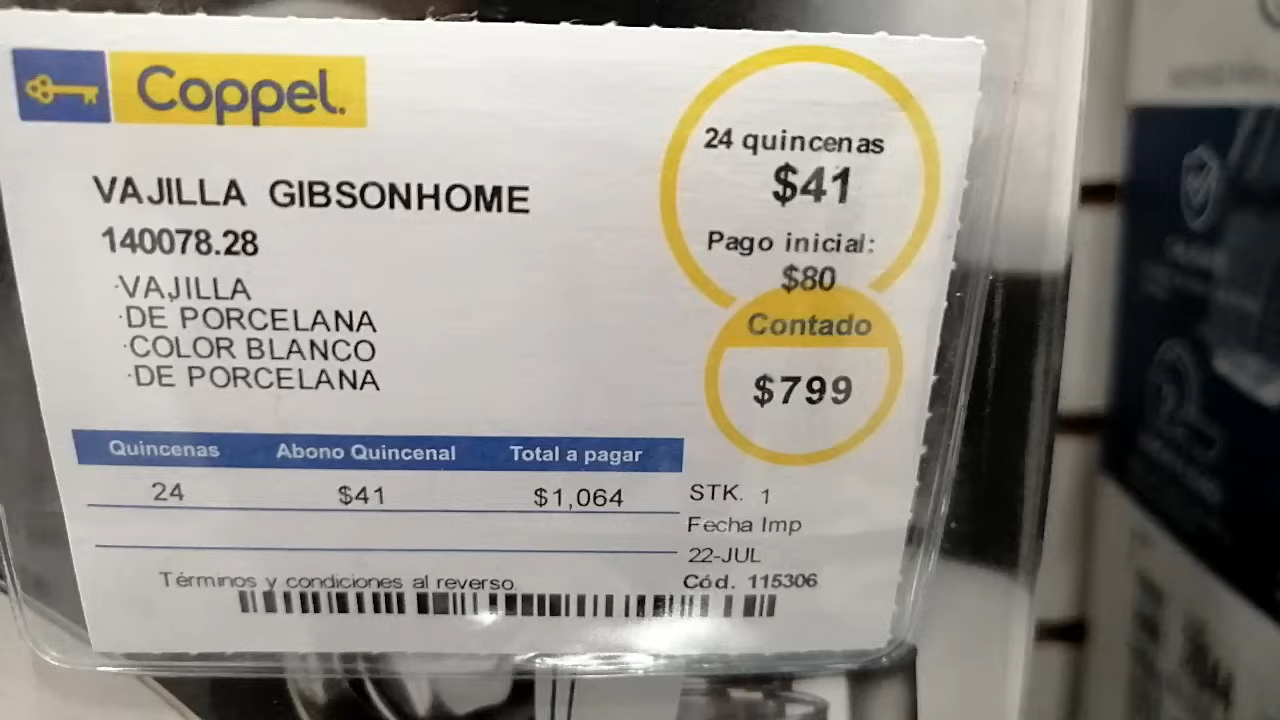 Coppel.
VAJILLA GIBSONHOME
140078.28
·VAJILLA
·DE PORCELANA
·COLOR BLANCO
·DE PORCELANA
24 quincenas
$41
Pago inicial:
$80
Contado
$799
Quincenas Abono Quincenal Total a pagar
24 $41 $1,064
STK. 1
Fecha Imp
22-JUL
Cód. 115306
Términos y condiciones al reverso